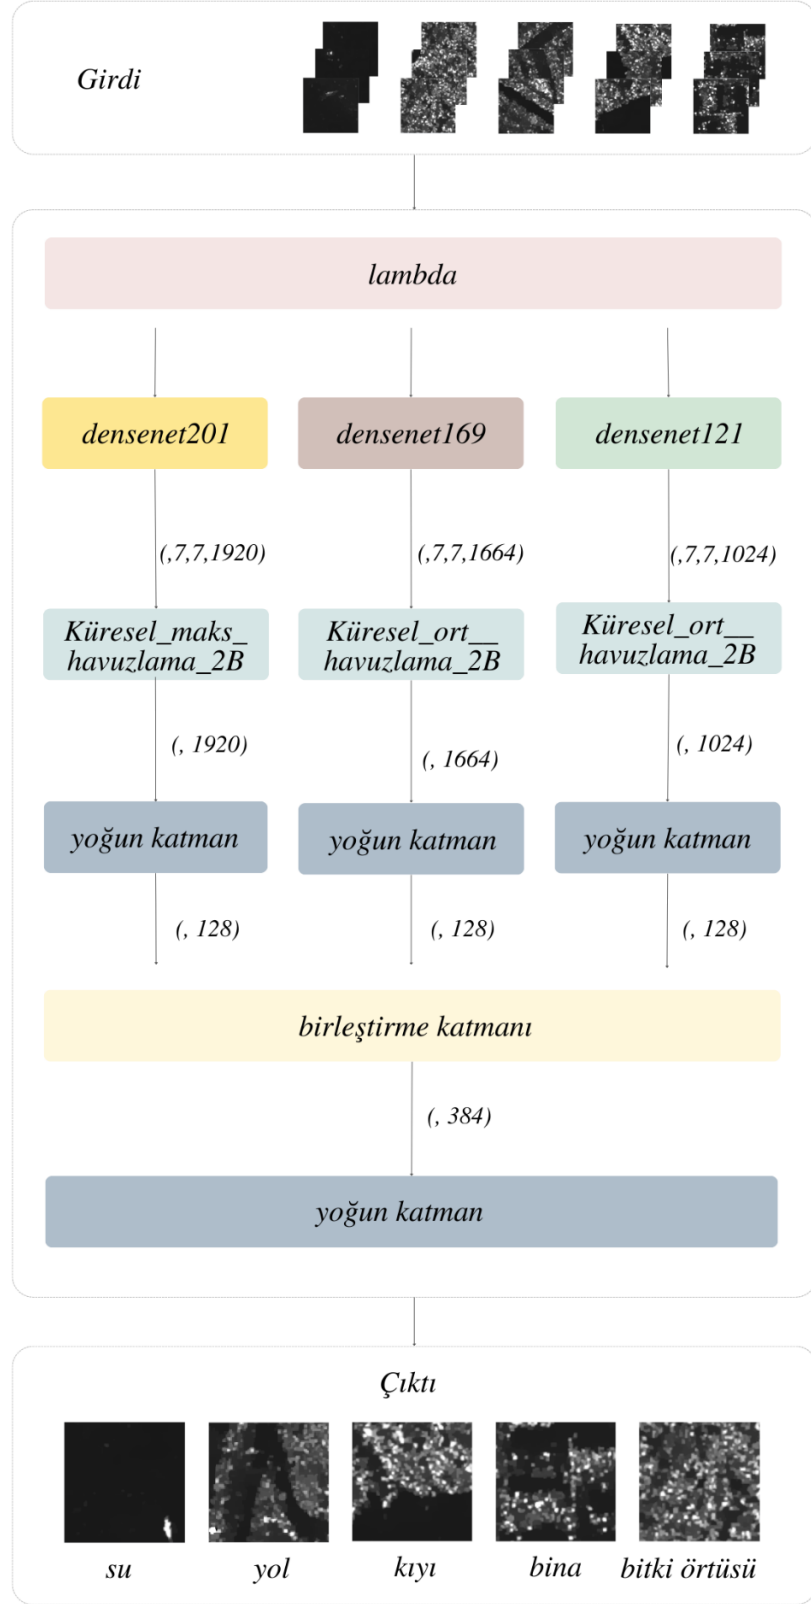 Girdi
lambda
densenet201
densenet169
densenet121
(,7,7,1920)
(,7,7,1664)
(,7,7,1024)
Küresel_maks_
havuzlama_2B
Küresel_ort__
havuzlama_2B
Küresel_ort__
havuzlama_2B
(, 1920)
(, 1664)
(, 1024)
yoğun katman
yoğun katman
yoğun katman
(, 128)
(, 128)
(, 128)
birleştirme katmanı
(, 384)
yoğun katman
Çıktı
su
yol
kıyı
bina
bitki örtüsü